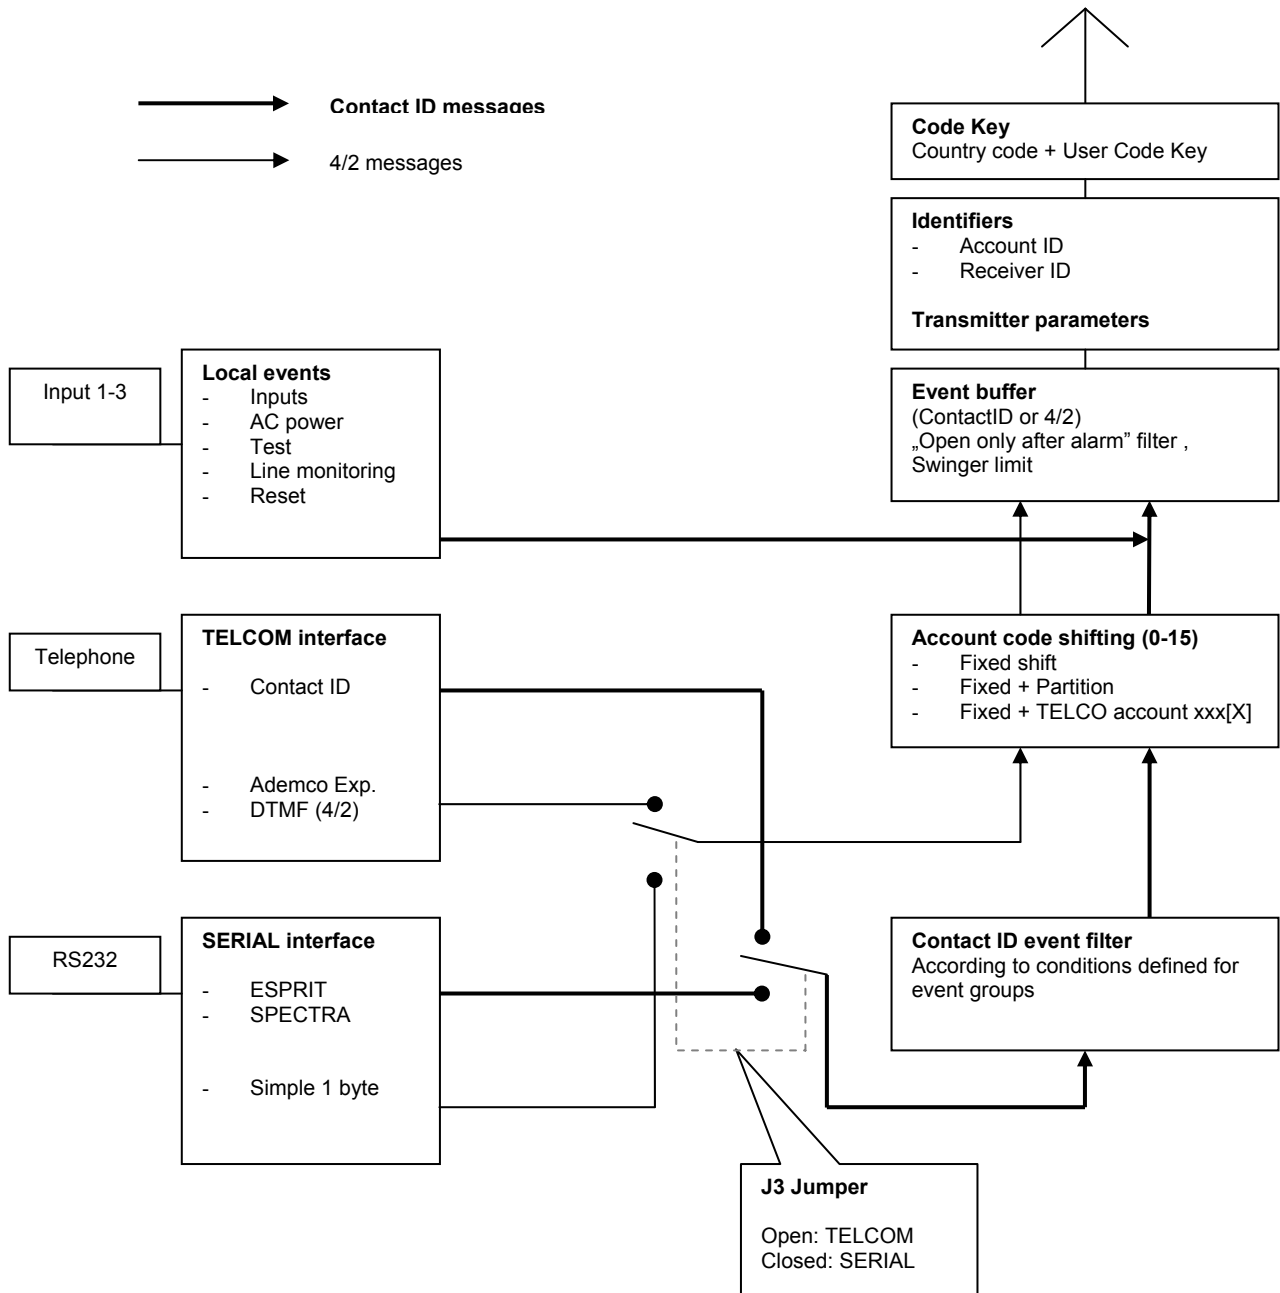 Contact ID messages
4/2 messages
Code Key
Country code + User Code Key
Identifiers
- Account ID
- Receiver ID
Transmitter parameters
Input 1-3
Local events
- Inputs
- AC power
- Test
- Line monitoring
- Reset
Event buffer
(ContactID or 4/2)
„Open only after alarm” filter ,
Swinger limit
Telephone
TELCOM interface
- Contact ID
- Ademco Exp.
- DTMF (4/2)
Account code shifting (0-15)
- Fixed shift
- Fixed + Partition
- Fixed + TELCO account xxx[X]
RS232
SERIAL interface
- ESPRIT
- SPECTRA
- Simple 1 byte
Contact ID event filter
According to conditions defined for
event groups
J3 Jumper
Open: TELCOM
Closed: SERIAL